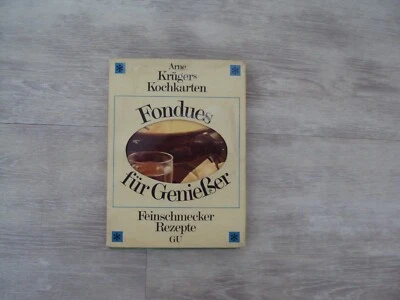 Arne
Krügers
Kochkarten
Fondues
für Genießer
Feinschmecker
Rezepte
GU